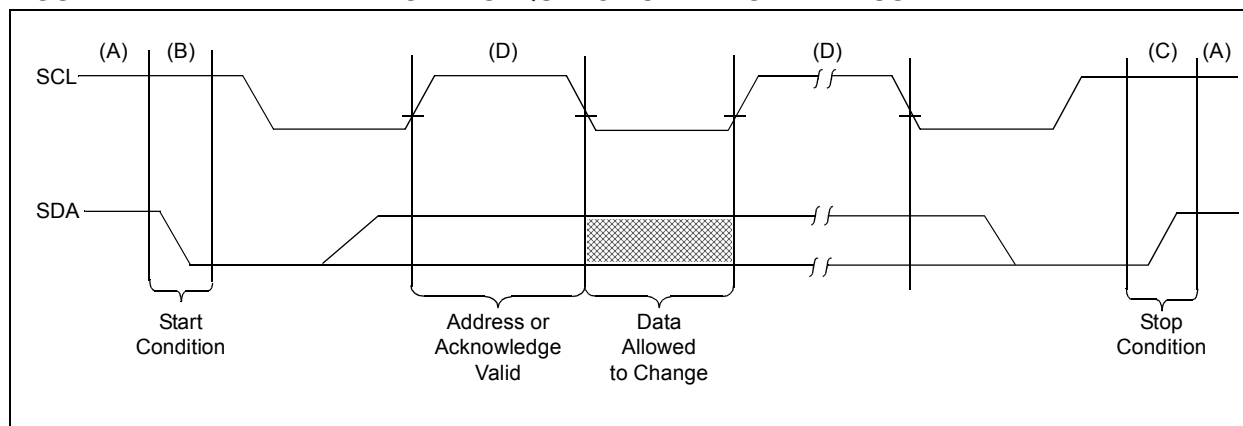 (A) (B) (D) (D) (C) (A)
SCL
SDA
Start
Condition
Address or
Acknowledge
Valid
Data
Allowed
to Change
Stop
Condition